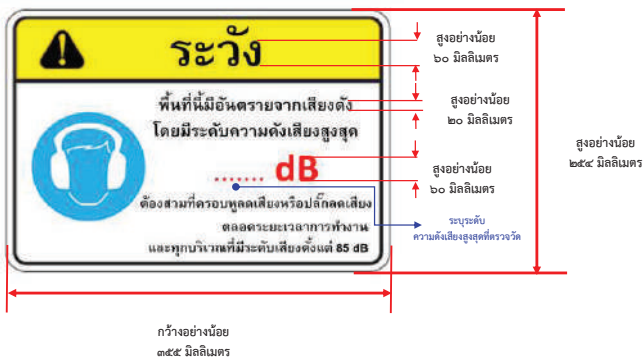 ระวัง
พื้นที่นี้มีอันตรายจากเสียงดัง
โดยมีระดับความดังเสียงสูงสุด
....... dB
ต้องสวมที่ครอบหูลดเสียงหรือปลั๊กลดเสียง
ตลอดระยะเวลาการทำงาน
และทุกบริเวณที่มีระดับเสียงตั้งแต่ 85 dB
สูงอย่างน้อย
๖๐ มิลลิเมตร
สูงอย่างน้อย
๒๐ มิลลิเมตร
สูงอย่างน้อย
๖๐ มิลลิเมตร
ระบุระดับ
ความดังเสียงสูงสุดที่ตรวจวัด
สูงอย่างน้อย
๒๕๔ มิลลิเมตร
กว้างอย่างน้อย
๓๕๕ มิลลิเมตร